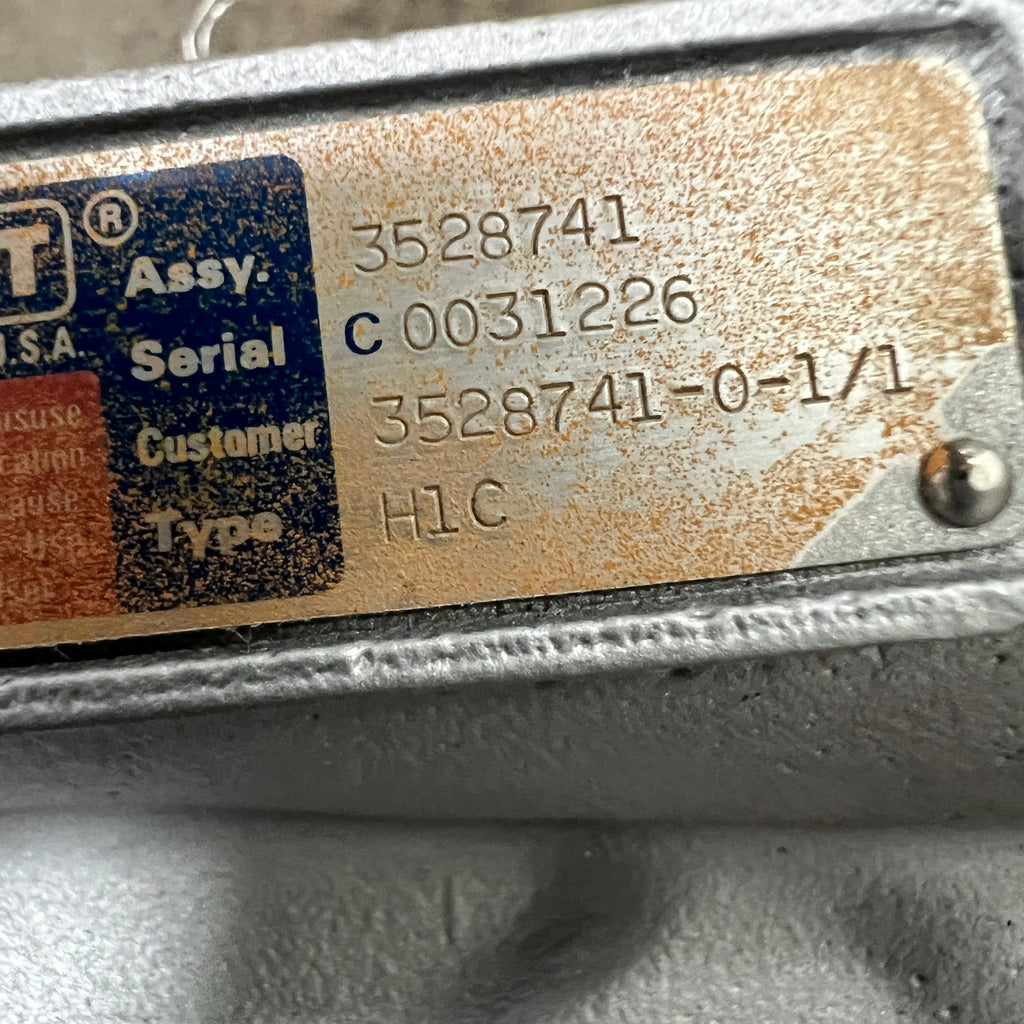 T®
U.S.A.
Assy. 3528741
Serial C 0031226
Customer 3528741-0-1/1
Type H1C